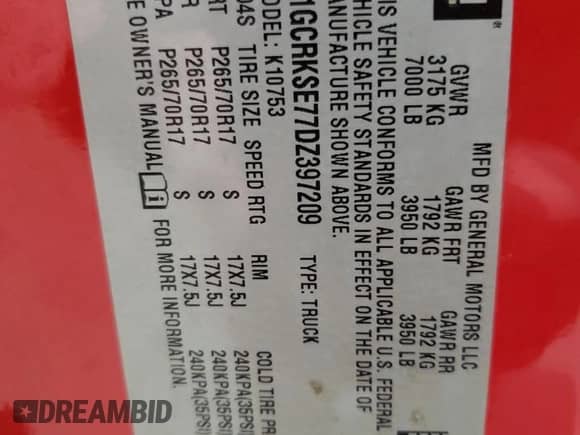 MFD BY GENERAL MOTORS LLC
GVWR GAWR FRT GAWR RR
3175 KG 1792 KG 1792 KG
7000 LB 3950 LB 3950 LB
IS VEHICLE CONFORMS TO ALL APPLICABLE U.S. FEDERAL
HICLE SAFETY STANDARDS IN EFFECT ON THE DATE OF
ANUFACTURE SHOWN ABOVE.
1GCRKSE77DZ397209 TYPE: TRUCK
MODEL: K10753
04S TIRE SIZE SPEED RTG RIM COLD TIRE PR
RT P265/70R17 S 17X7.5J 240KPA(35PSI)
R P265/70R17 S 17X7.5J 240KPA(35PSI)
PA P265/70R17 S 17X7.5J 240KPA(35PSI)
E OWNER'S MANUAL i FOR MORE INFORMATION.
DREAMBID